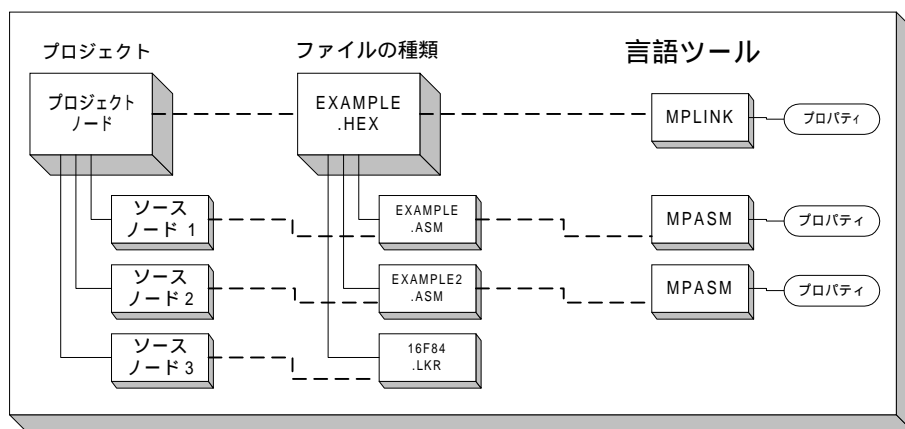 プロジェクト ファイルの種類 言語ツール
プロジェクト
ノード
EXAMPLE
.HEX
MPLINK
プロパティ
ソース
ノード 1
EXAMPLE
.ASM
MPASM
プロパティ
ソース
ノード 2
EXAMPLE2
.ASM
MPASM
プロパティ
ソース
ノード 3
16F84
.LKR